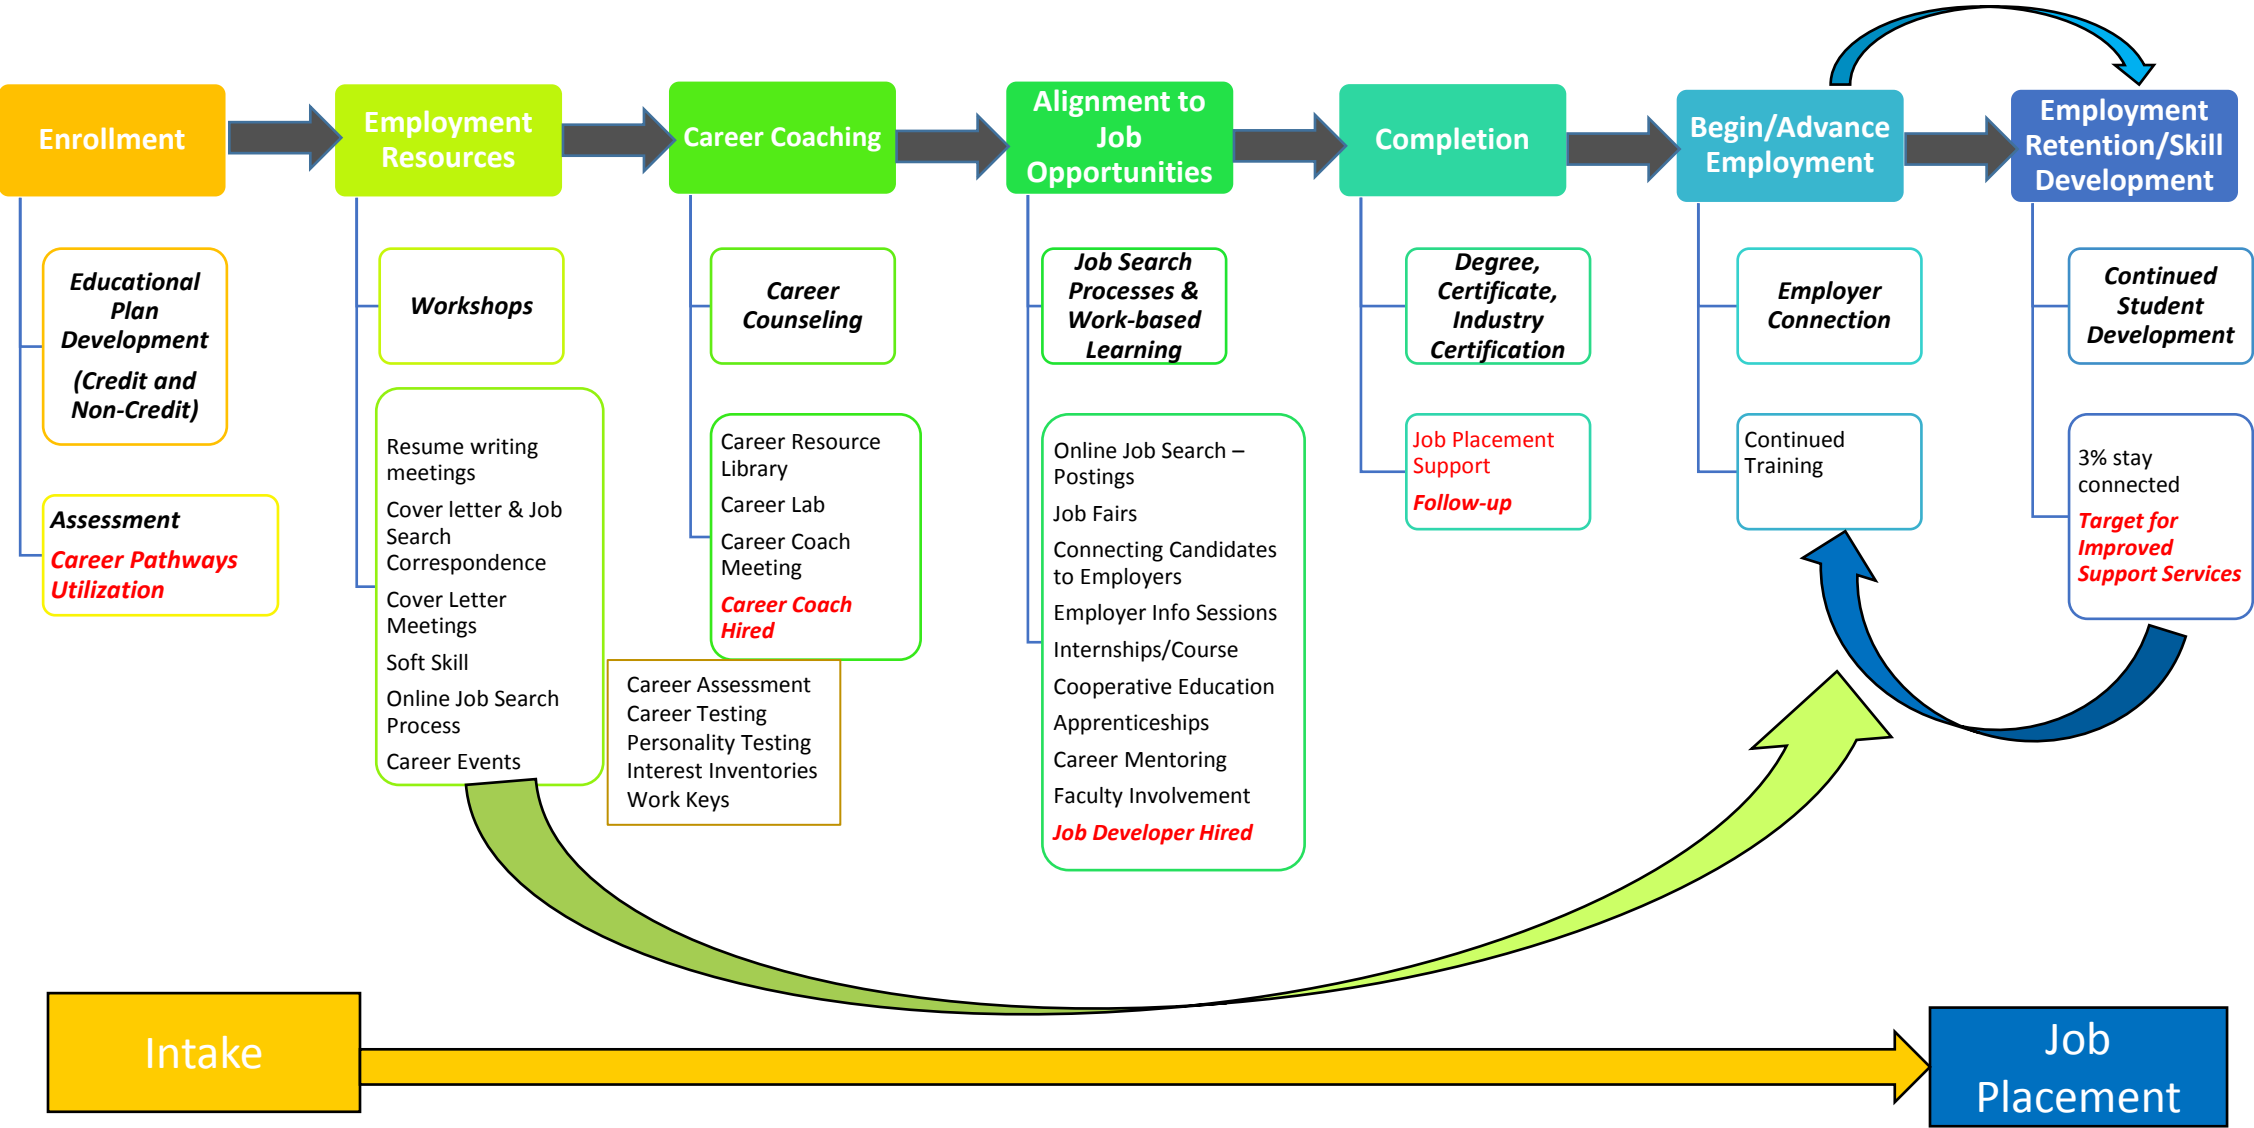 Enrollment
Employment
Resources
Career Coaching
Alignment to
Job
Opportunities
Completion
Begin/Advance
Employment
Employment
Retention/Skill
Development
Educational
Plan
Development
(Credit and
Non-Credit)
Assessment
Career Pathways
Utilization
Workshops
Resume writing
meetings
Cover letter & Job
Search
Correspondence
Cover Letter
Meetings
Soft Skill
Online Job Search
Process
Career Events
Career
Counseling
Career Resource
Library
Career Lab
Career Coach
Meeting
Career Coach
Hired
Career Assessment
Career Testing
Personality Testing
Interest Inventories
Work Keys
Job Search
Processes &
Work-based
Learning
Online Job Search –
Postings
Job Fairs
Connecting Candidates
to Employers
Employer Info Sessions
Internships/Course
Cooperative Education
Apprenticeships
Career Mentoring
Faculty Involvement
Job Developer Hired
Degree,
Certificate,
Industry
Certification
Job Placement
Support
Follow-up
Employer
Connection
Continued
Training
Continued
Student
Development
3% stay
connected
Target for
Improved
Support Services
Intake
Job
Placement